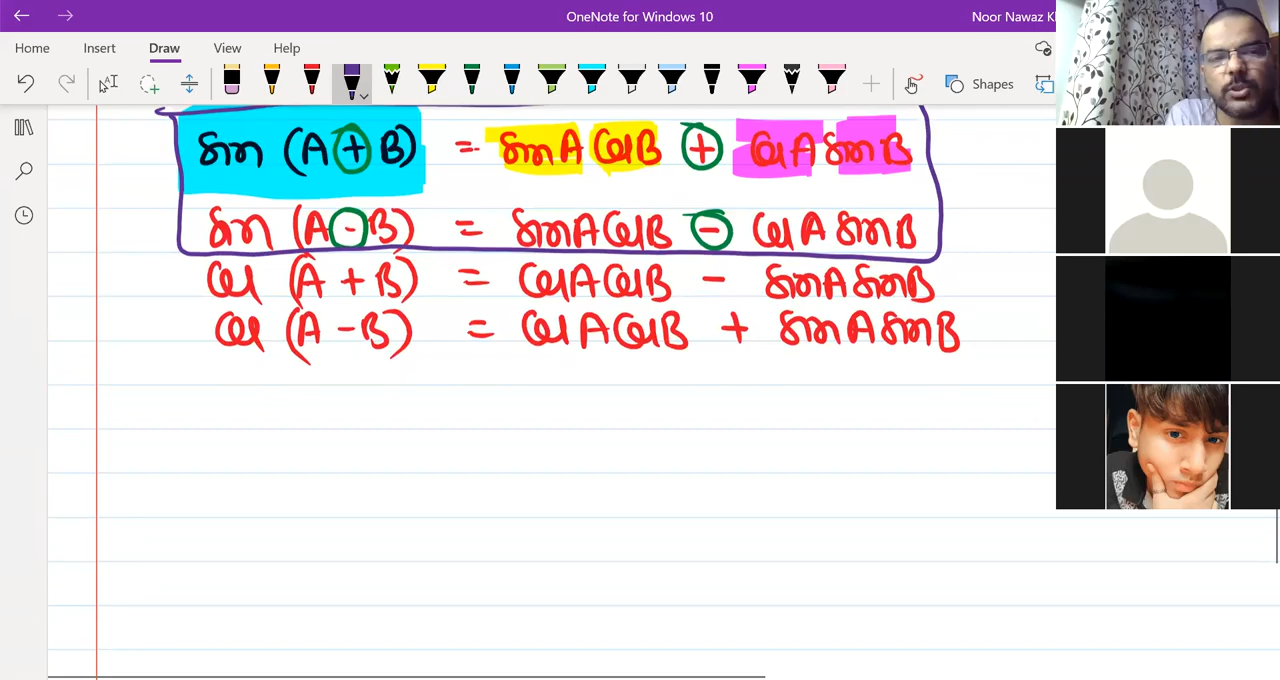 OneNote for Windows 10
Noor Nawaz Kh
Home Insert Draw View Help
Shapes
sin (A + B) = sinA cosB + cosA sinB
sin (A - B) = sinA cosB - cosA sinB
cos (A + B) = cosA cosB - sinA sinB
cos (A - B) = cosA cosB + sinA sinB